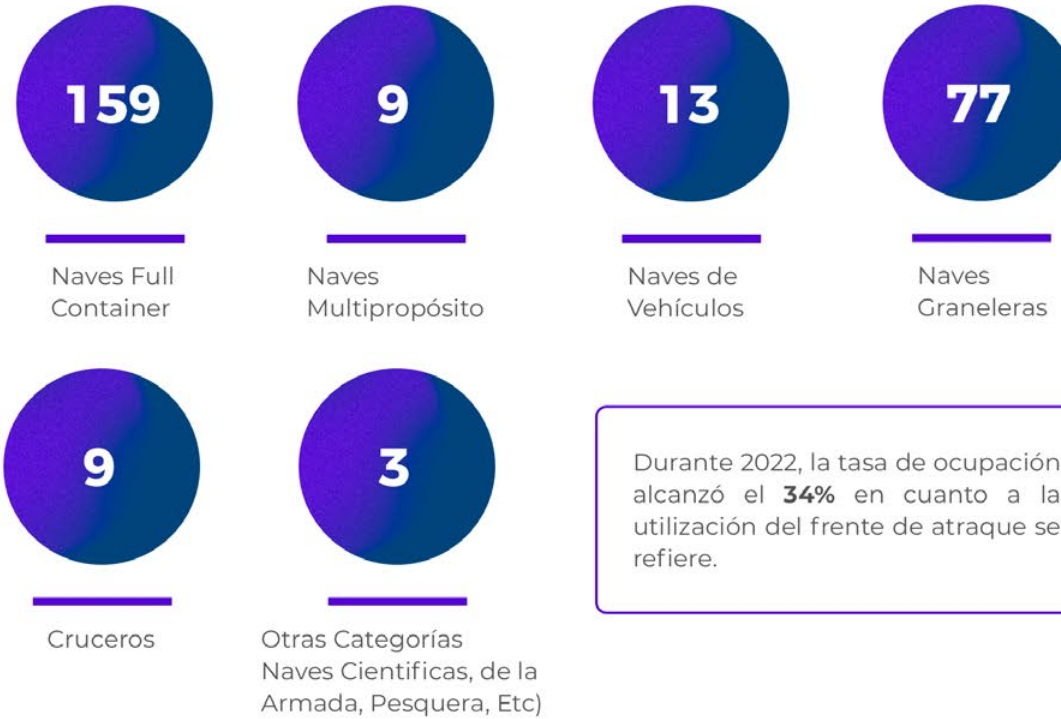 159
Naves Full
Container
9
Naves
Multipropósito
13
Naves de
Vehículos
77
Naves
Graneleras
9
Cruceros
3
Otras Categorías
Naves Cientificas, de la
Armada, Pesquera, Etc)
Durante 2022, la tasa de ocupación
alcanzó el 34% en cuanto a la
utilización del frente de atraque se
refiere.